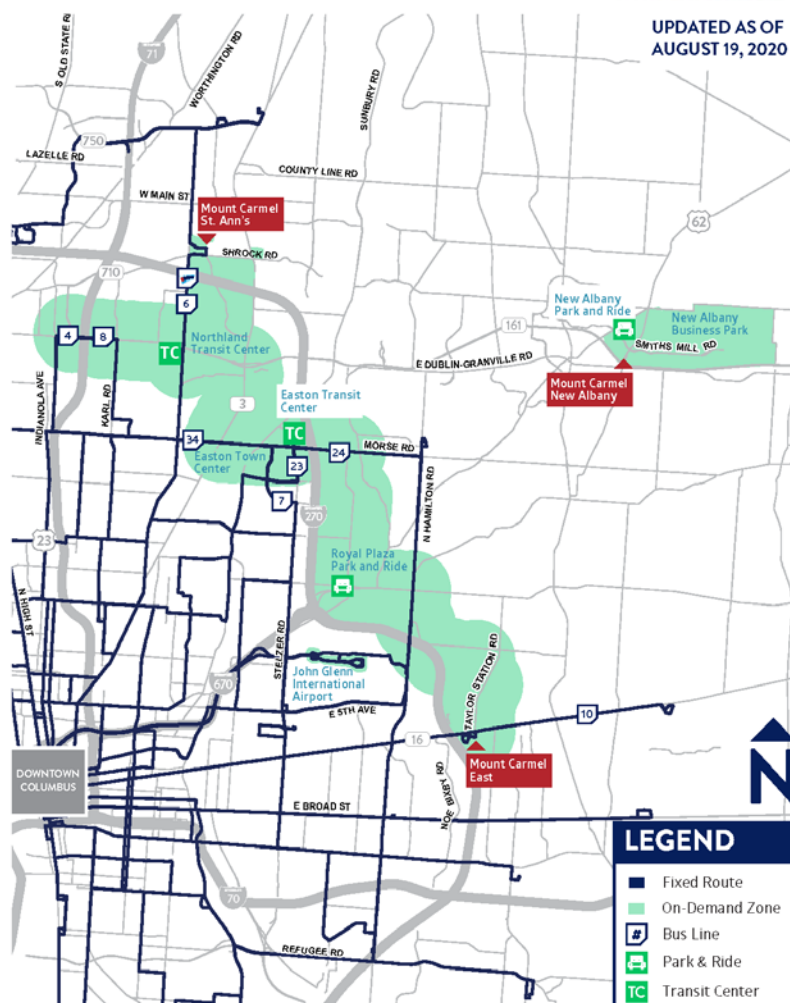 UPDATED AS OF
AUGUST 19, 2020
S OLD STATE R
71
WORTHINGTON RD
SUNBURY RD
750
LAZELLE RD
COUNTY LINE RD
W MAIN ST
Mount Carmel
St. Ann's
62
SHROCK RD
710
6
New Albany
Park and Ride
New Albany
Business Park
161
SMITHS MILL RD
4
8
Northland
Transit Center
TC
E DUBLIN-GRANVILLE RD
Mount Carmel
New Albany
INDIANOLA AVE
KARL RD
3
Easton Transit
Center
TC
34
MORSE RD
24
Easton Town
Center
23
7
270
N HAMILTON RD
23
Royal Plaza
Park and Ride
N HIGH ST
STELZER RD
TAYLOR STATION RD
John Glenn
International
Airport
670
E 5TH AVE
10
16
DOWNTOWN
COLUMBUS
Mount Carmel
East
NOE BIXBY RD
N
E BROAD ST
70
REFUGEE RD
LEGEND
Fixed Route
On-Demand Zone
# Bus Line
Park & Ride
TC Transit Center